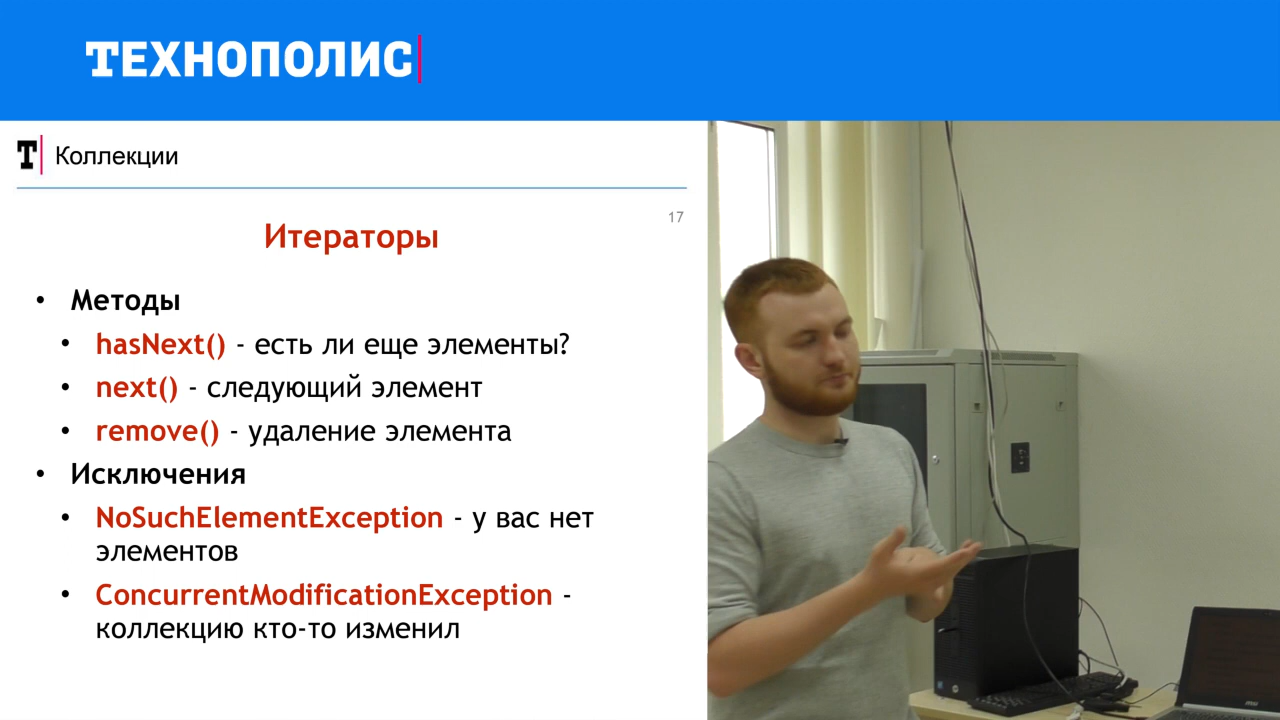 ТЕХНОПОЛИС
Т Коллекции
17
Итераторы
• Методы
• hasNext() - есть ли еще элементы?
• next() - следующий элемент
• remove() - удаление элемента
• Исключения
• NoSuchElementException - у вас нет
элементов
• ConcurrentModificationException -
коллекцию кто-то изменил